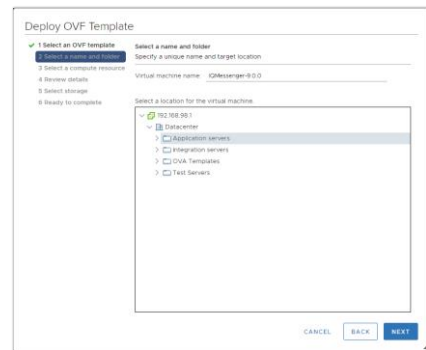 Deploy OVF Template
1 Select an OVF template
2 Select a name and folder
3 Select a compute resource
4 Review details
5 Select storage
6 Ready to complete
Select a name and folder
Specify a unique name and target location
Virtual machine name: IQMessenger-9.0.0
Select a location for the virtual machine.
192.168.98.1
Datacenter
Application servers
Integration servers
OVA Templates
Test Servers
CANCEL
BACK
NEXT